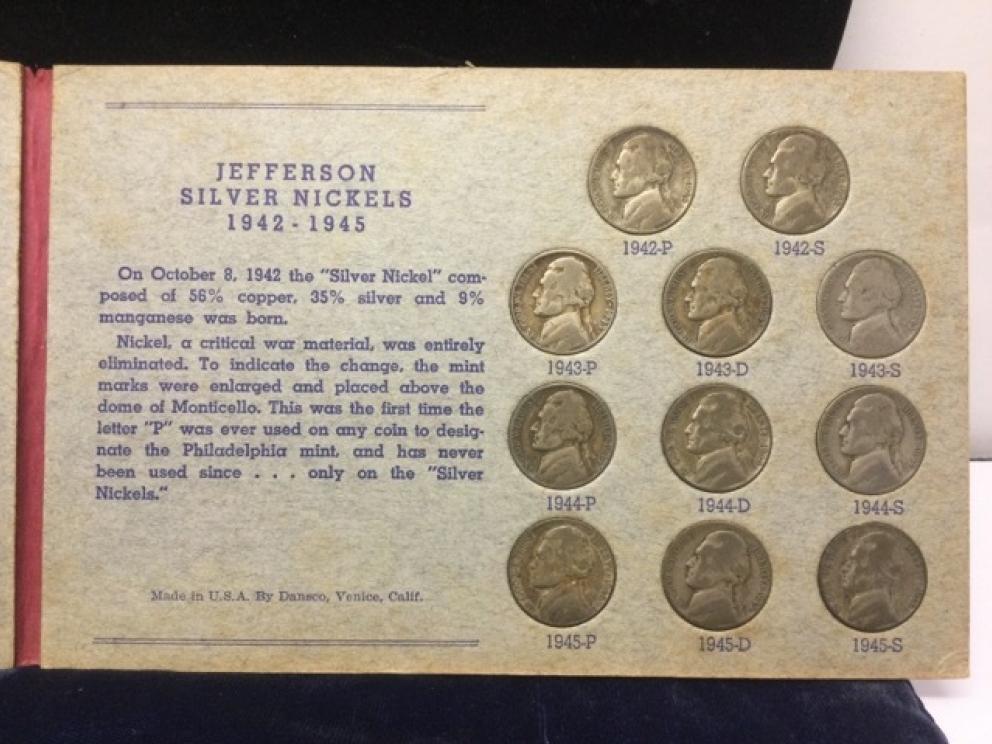 JEFFERSON
SILVER NICKELS
1942 - 1945
On October 8, 1942 the "Silver Nickel" com-
posed of 56% copper, 35% silver and 9%
manganese was born.
Nickel, a critical war material, was entirely
eliminated. To indicate the change, the mint
marks were enlarged and placed above the
dome of Monticello. This was the first time the
letter "P" was ever used on any coin to desig-
nate the Philadelphia mint, and has never
been used since . . . only on the "Silver
Nickels."
Made in U.S.A. By Dansco, Venice, Calif.
1942-P 1942-S
1943-P 1943-D 1943-S
1944-P 1944-D 1944-S
1945-P 1945-D 1945-S